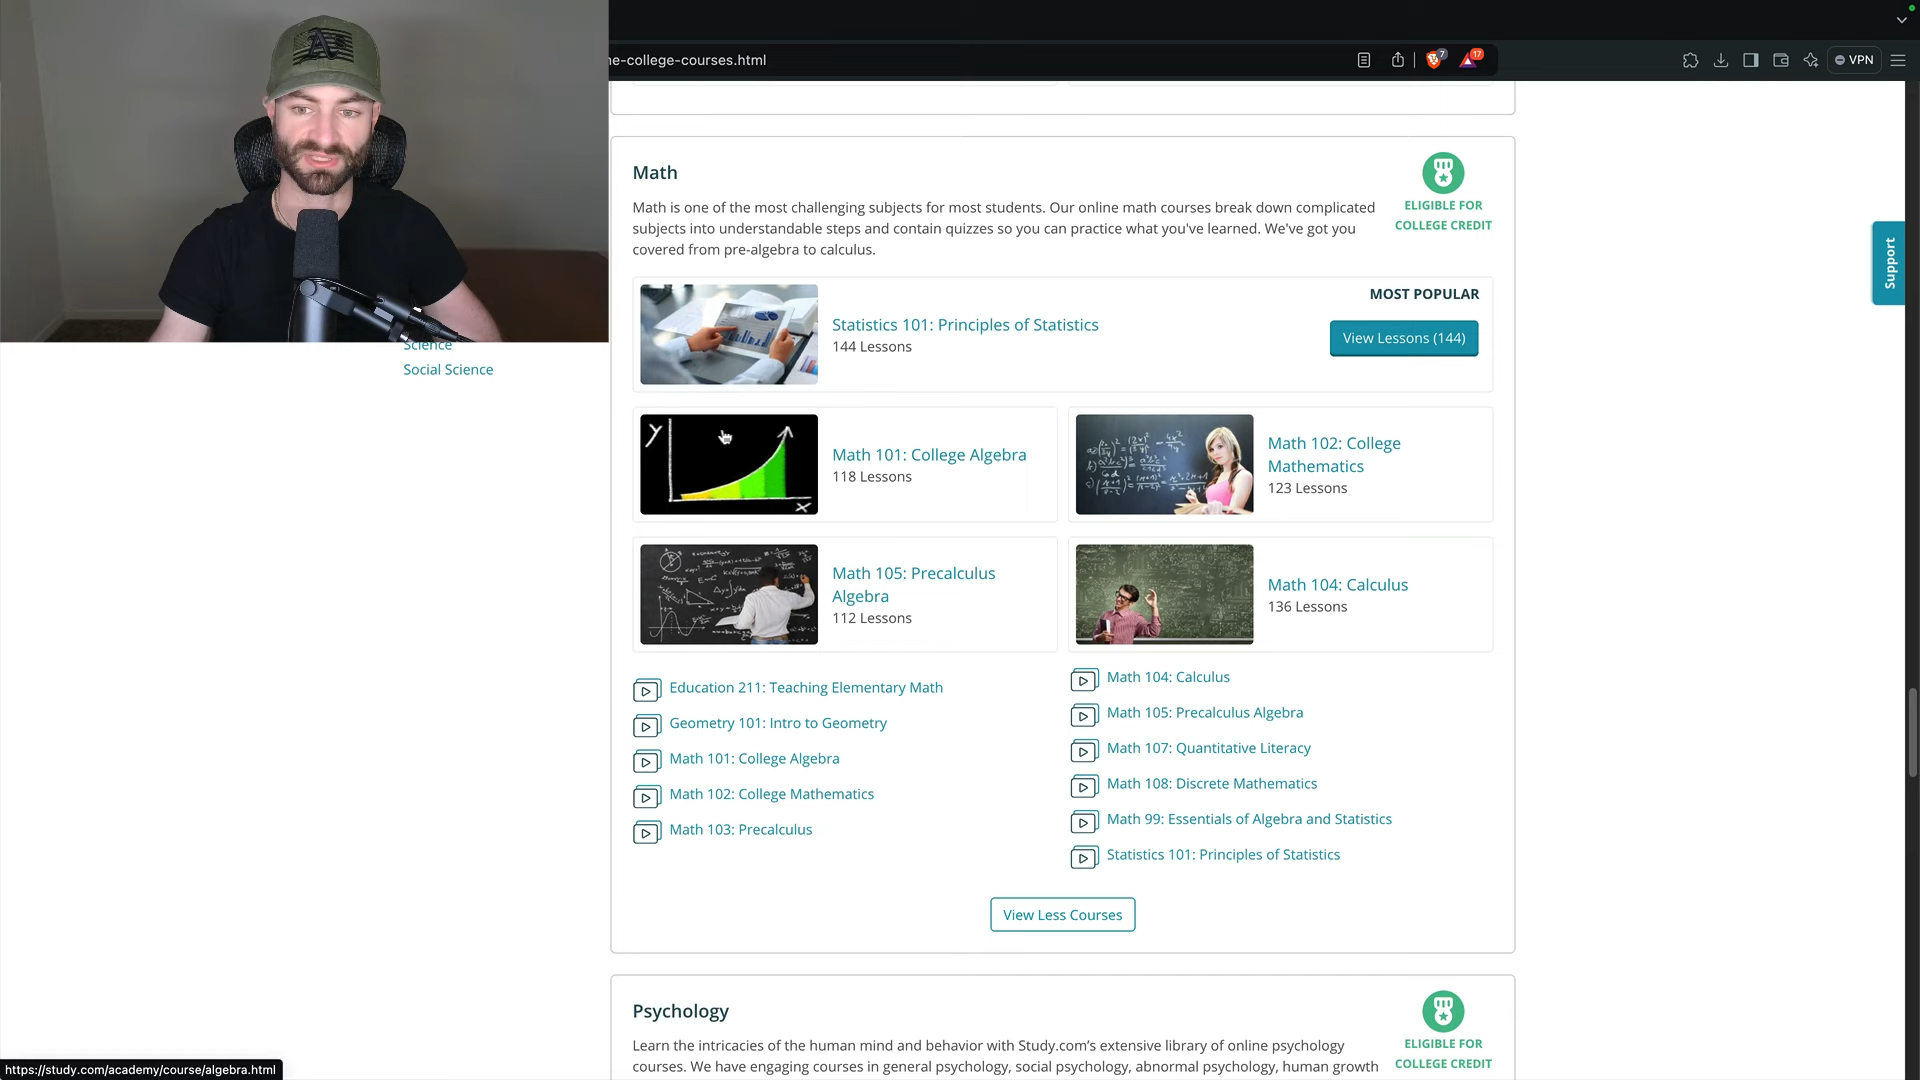 ne-college-courses.html
7
17
VPN
Math
ELIGIBLE FOR
COLLEGE CREDIT
Math is one of the most challenging subjects for most students. Our online math courses break down complicated
subjects into understandable steps and contain quizzes so you can practice what you've learned. We've got you
covered from pre-algebra to calculus.
Support
MOST POPULAR
Statistics 101: Principles of Statistics
144 Lessons
View Lessons (144)
Science
Social Science
y
x
Math 101: College Algebra
118 Lessons
Math 102: College
Mathematics
123 Lessons
Math 105: Precalculus
Algebra
112 Lessons
Math 104: Calculus
136 Lessons
Education 211: Teaching Elementary Math
Geometry 101: Intro to Geometry
Math 101: College Algebra
Math 102: College Mathematics
Math 103: Precalculus
Math 104: Calculus
Math 105: Precalculus Algebra
Math 107: Quantitative Literacy
Math 108: Discrete Mathematics
Math 99: Essentials of Algebra and Statistics
Statistics 101: Principles of Statistics
View Less Courses
Psychology
ELIGIBLE FOR
COLLEGE CREDIT
Learn the intricacies of the human mind and behavior with Study.com's extensive library of online psychology
courses. We have engaging courses in general psychology, social psychology, abnormal psychology, human growth
https://study.com/academy/course/algebra.html